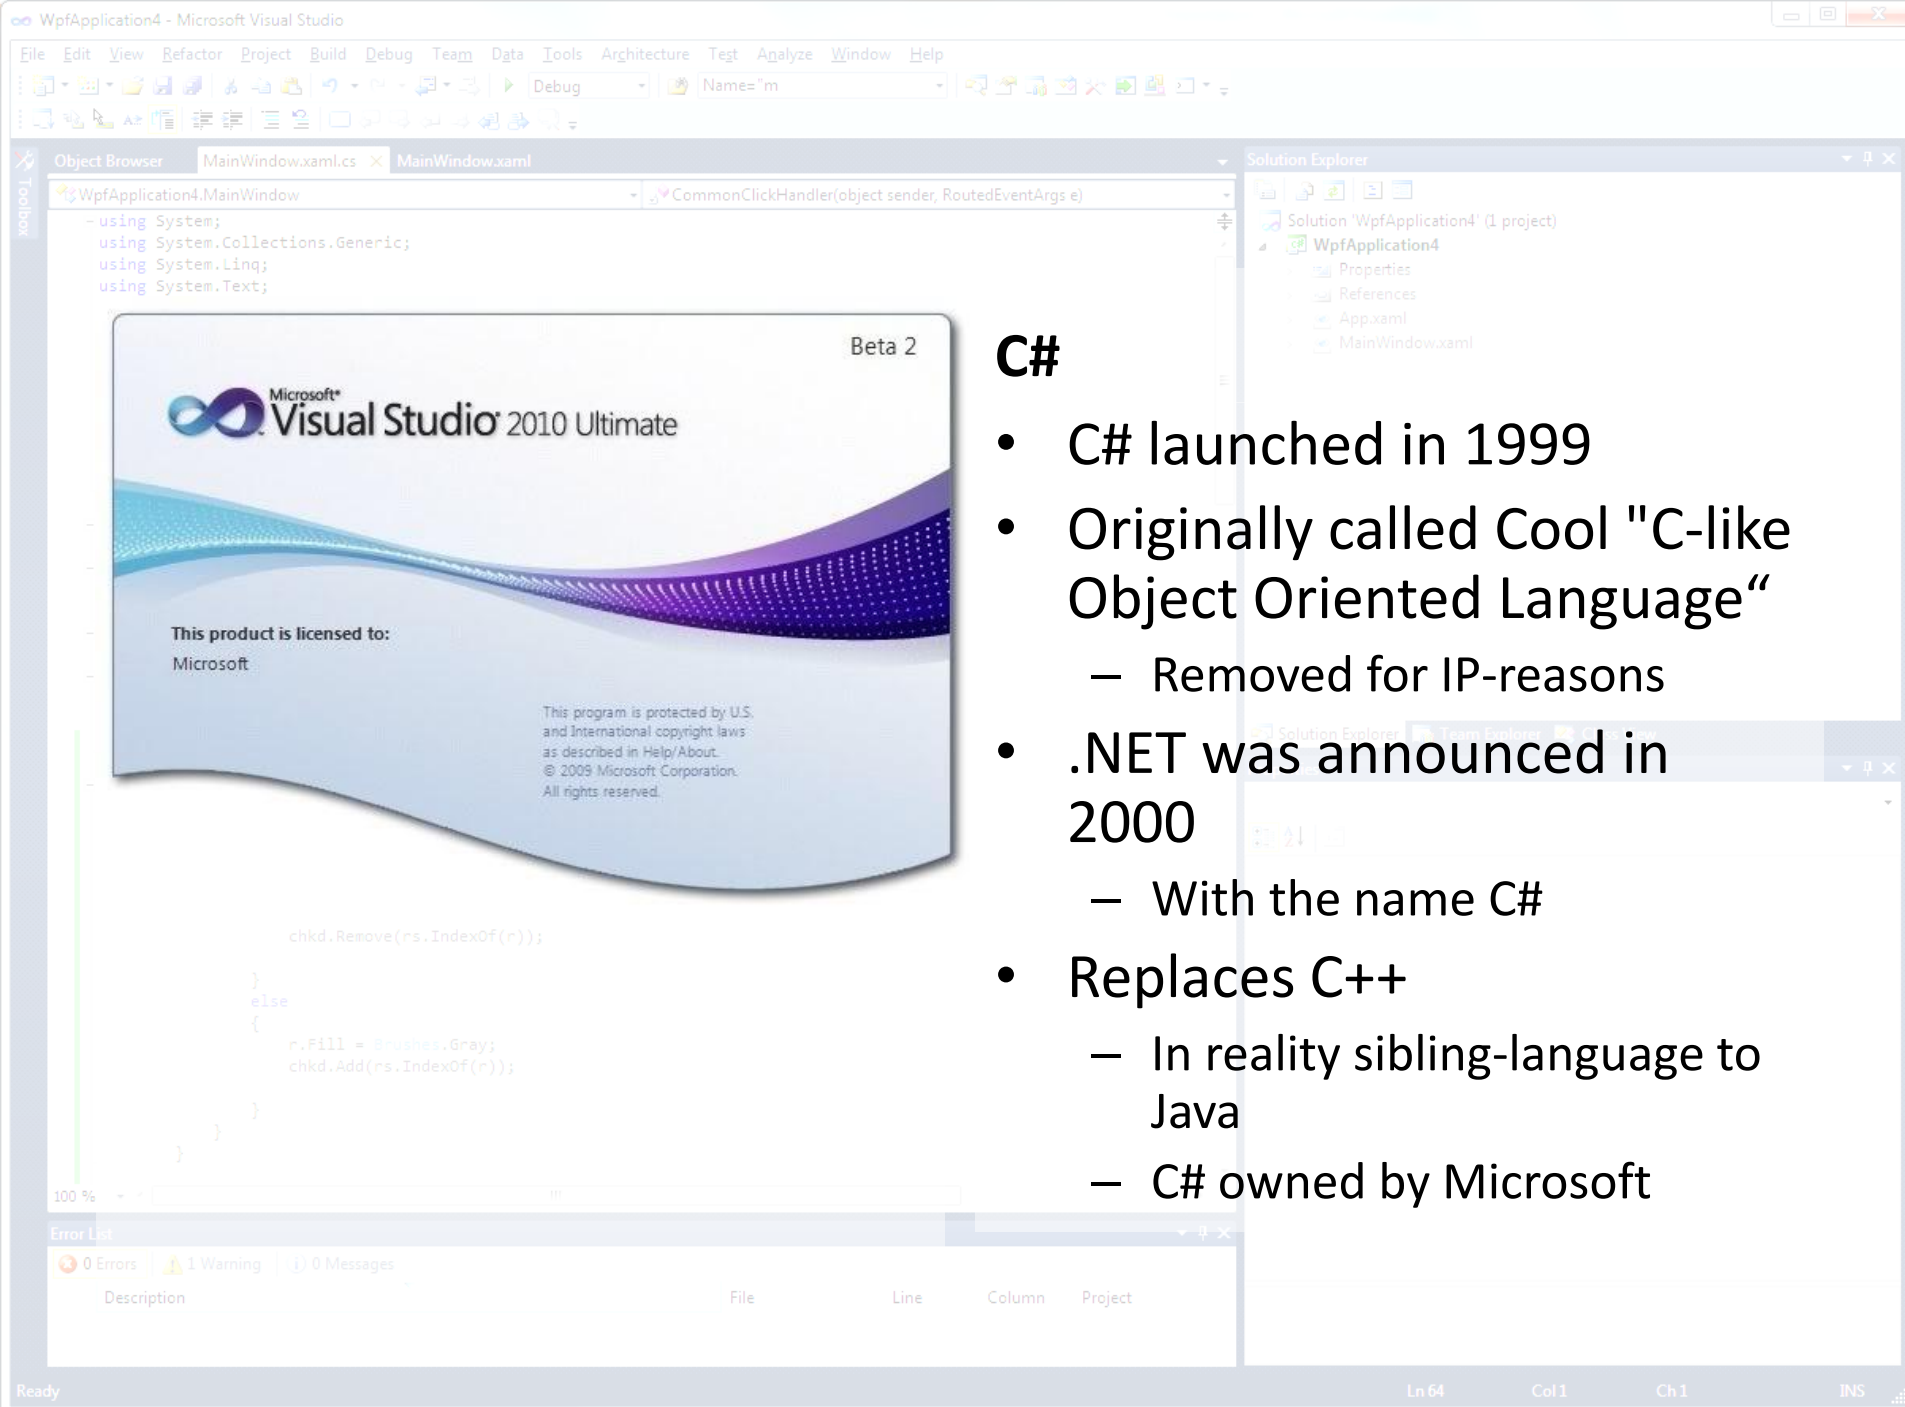 WpfApplication4 - Microsoft Visual Studio
File Edit View Refactor Project Build Debug Team Data Tools Architecture Test Analyze Window Help
Debug Name="m
Toolbox
Object Browser MainWindow.xaml.cs MainWindow.xaml
WpfApplication4.MainWindow CommonClickHandler(object sender, RoutedEventArgs e)
using System;
using System.Collections.Generic;
using System.Linq;
using System.Text;
Solution Explorer
Solution 'WpfApplication4' (1 project)
WpfApplication4
Properties
References
App.xaml
MainWindow.xaml
Beta 2
Microsoft®
Visual Studio® 2010 Ultimate
This product is licensed to:
Microsoft
This program is protected by U.S.
and International copyright laws
as described in Help/About.
© 2009 Microsoft Corporation.
All rights reserved.
C#
• C# launched in 1999
• Originally called Cool "C-like
Object Oriented Language“
– Removed for IP-reasons
• .NET was announced in
2000
– With the name C#
• Replaces C++
– In reality sibling-language to
Java
– C# owned by Microsoft
Solution Explorer Team Explorer Class View
chkd.Remove(rs.IndexOf(r));
}
else
{
r.Fill = Brushes.Gray;
chkd.Add(rs.IndexOf(r));
}
}
}
100 %
Error List
0 Errors 1 Warning 0 Messages
Description File Line Column Project
Ready Ln 64 Col 1 Ch 1 INS